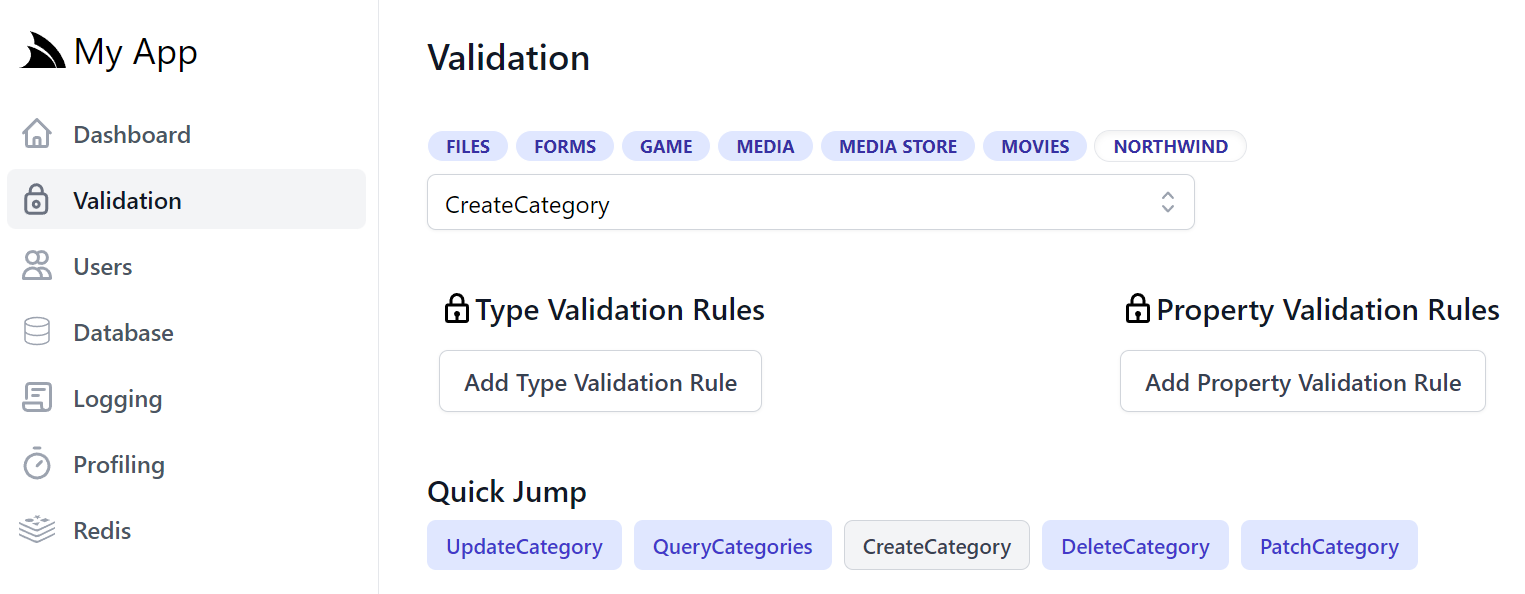 My App
Dashboard
Validation
Users
Database
Logging
Profiling
Redis
Validation
FILES FORMS GAME MEDIA MEDIA STORE MOVIES NORTHWIND
CreateCategory
Type Validation Rules Property Validation Rules
Add Type Validation Rule Add Property Validation Rule
Quick Jump
UpdateCategory QueryCategories CreateCategory DeleteCategory PatchCategory